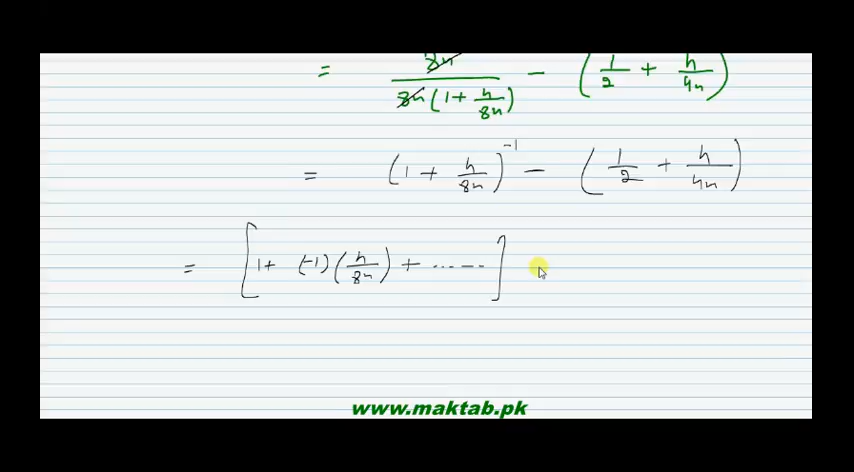 = 8n / 8n(1 + h/8n) − (1/2 + h/4n)
= (1 + h/8n)^-1 − (1/2 + h/4n)
= [1 + (-1)(h/8n) + ......]
www.maktab.pk